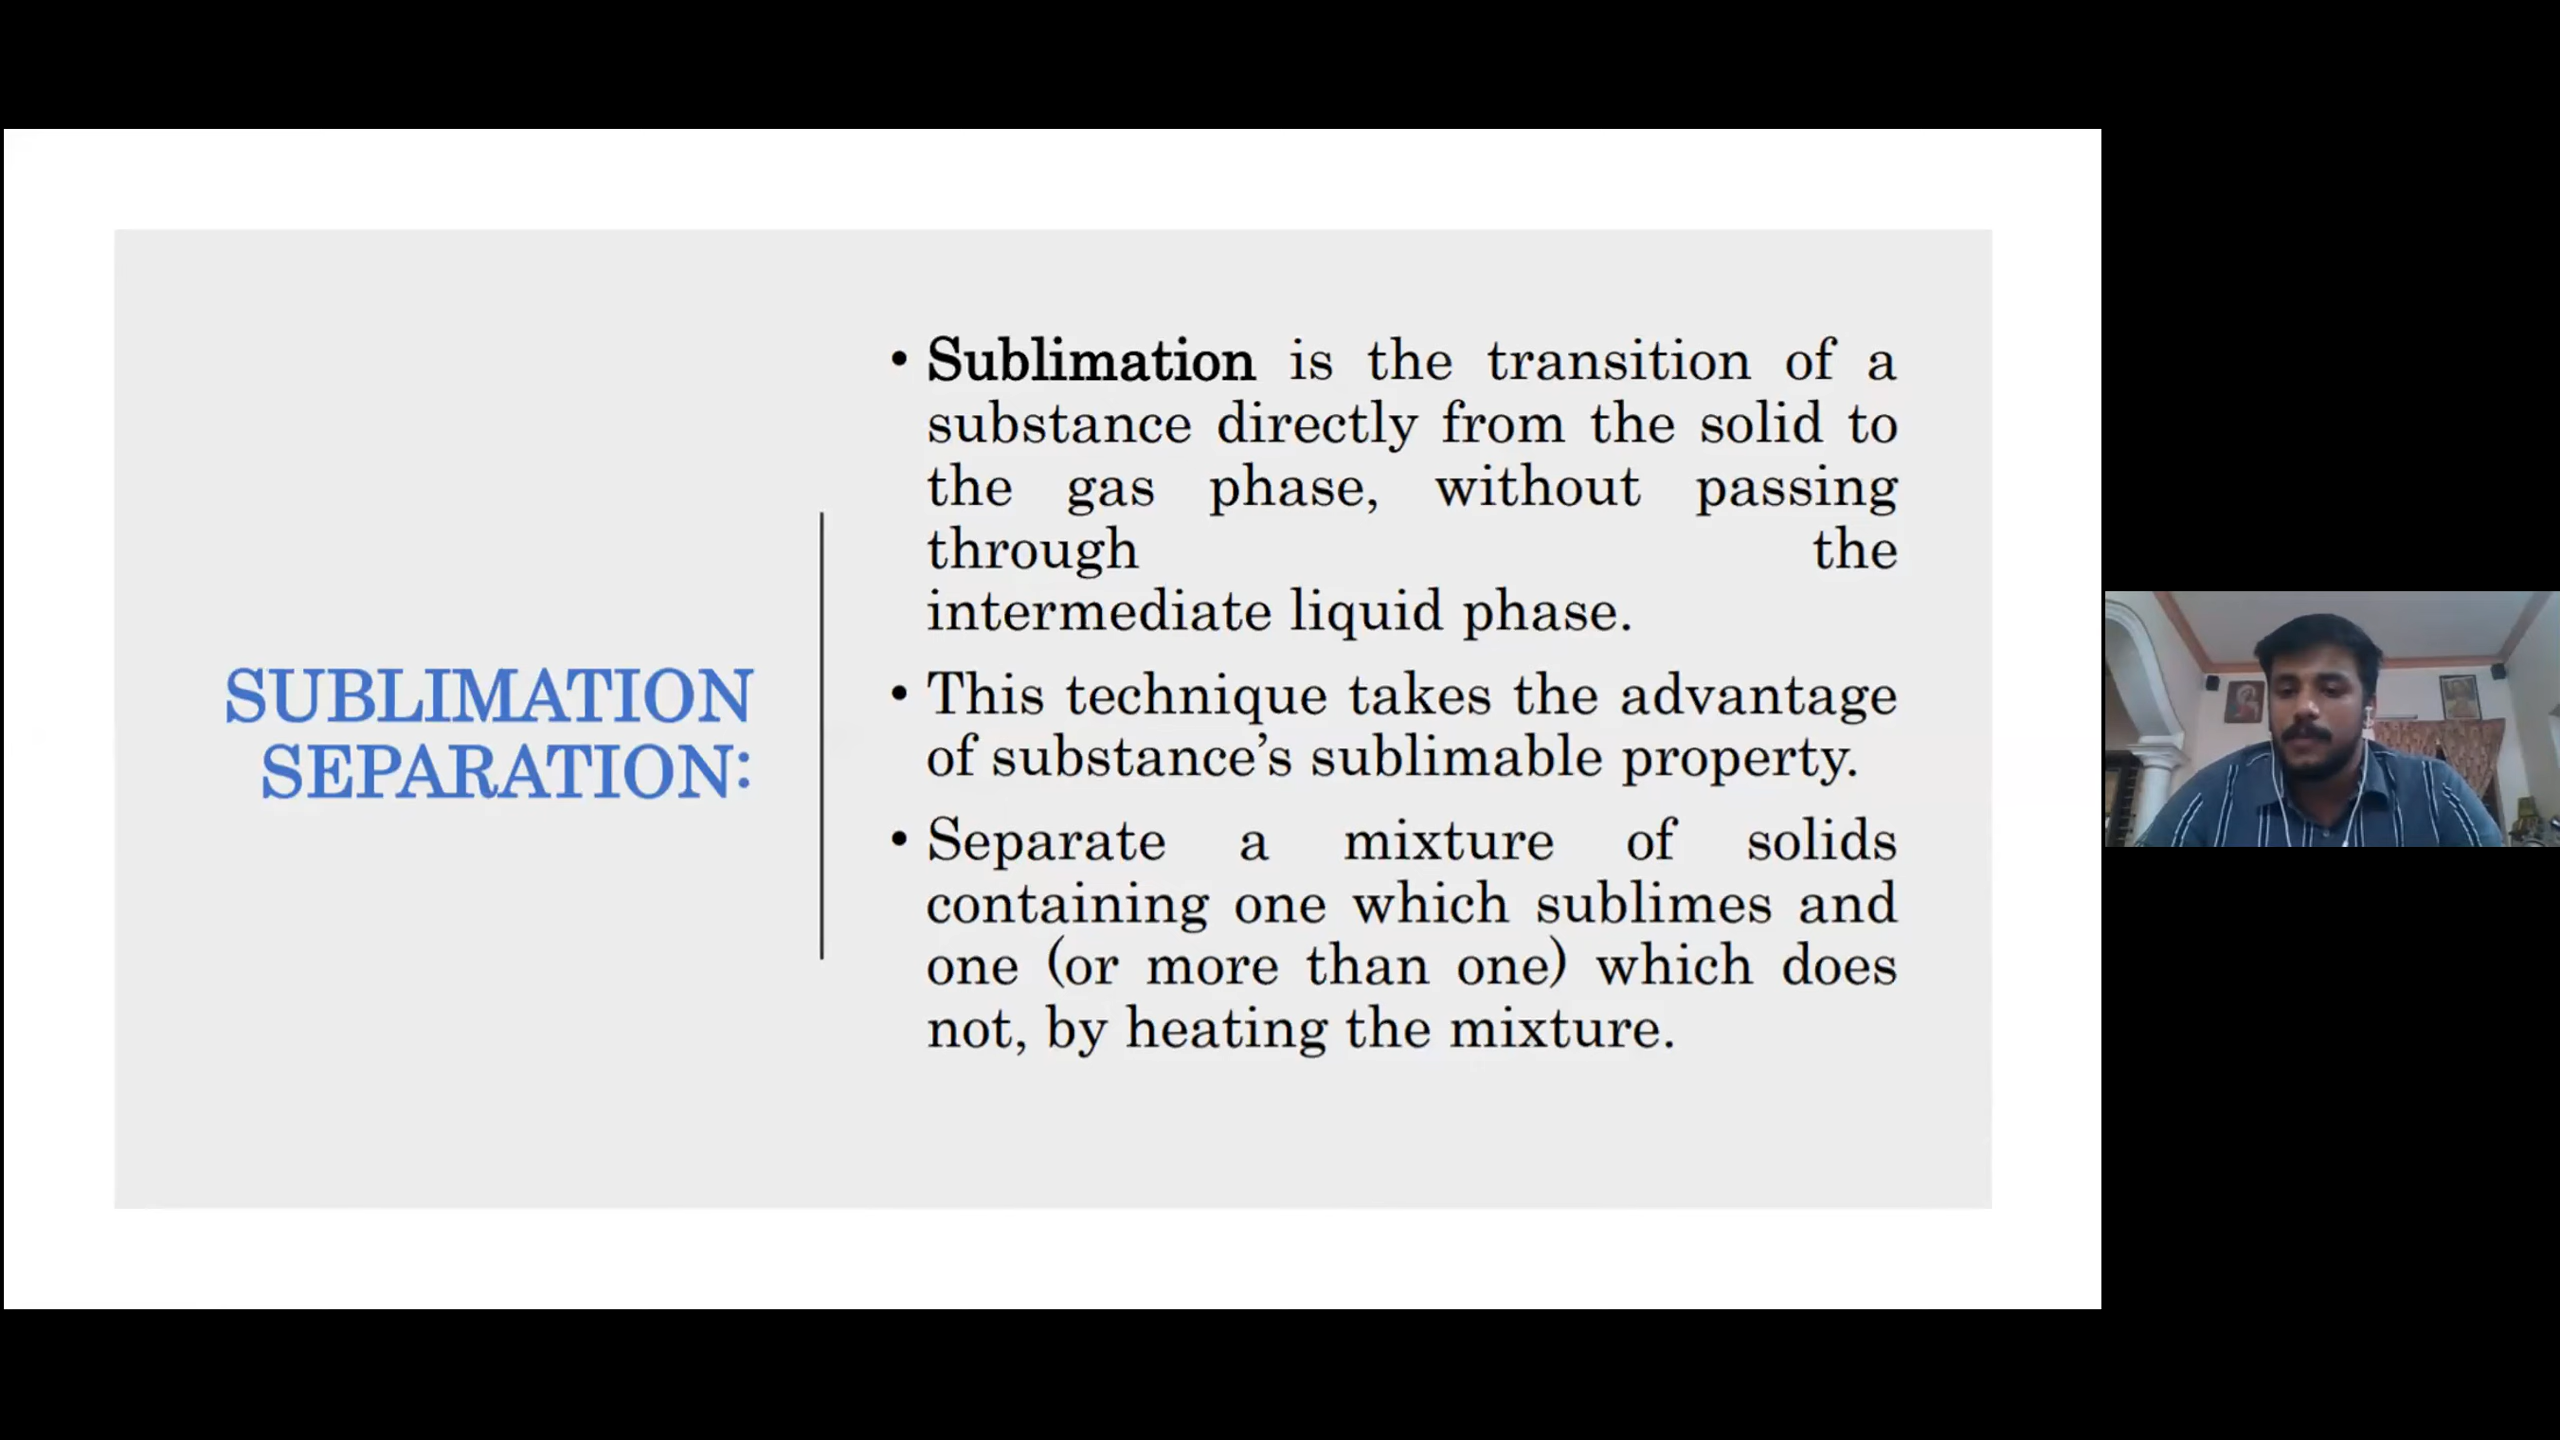 SUBLIMATION
SEPARATION:
• Sublimation is the transition of a
substance directly from the solid to
the gas phase, without passing
through the
intermediate liquid phase.
• This technique takes the advantage
of substance’s sublimable property.
• Separate a mixture of solids
containing one which sublimes and
one (or more than one) which does
not, by heating the mixture.